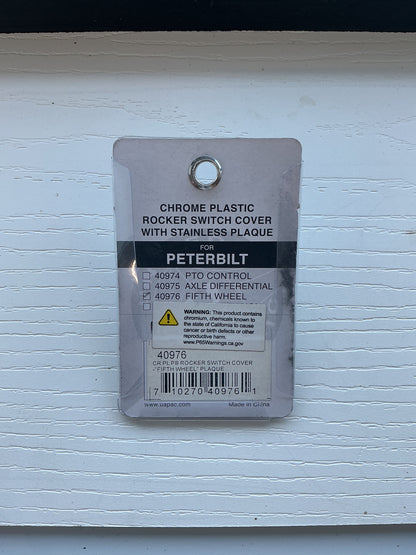 CHROME PLASTIC
ROCKER SWITCH COVER
WITH STAINLESS PLAQUE
FOR
PETERBILT
40974 PTO CONTROL
40975 AXLE DIFFERENTIAL
40976 FIFTH WHEEL
WARNING: This product contains
chromium, chemicals known to
the state of California to cause
cancer or birth defects or other
reproductive harm.
www.P65Warnings.ca.gov
40976
ROCKER SWITCH COVER
"FIFTH WHEEL" PLAQUE
7 10270 40976 1
www.uapac.com
Made in China